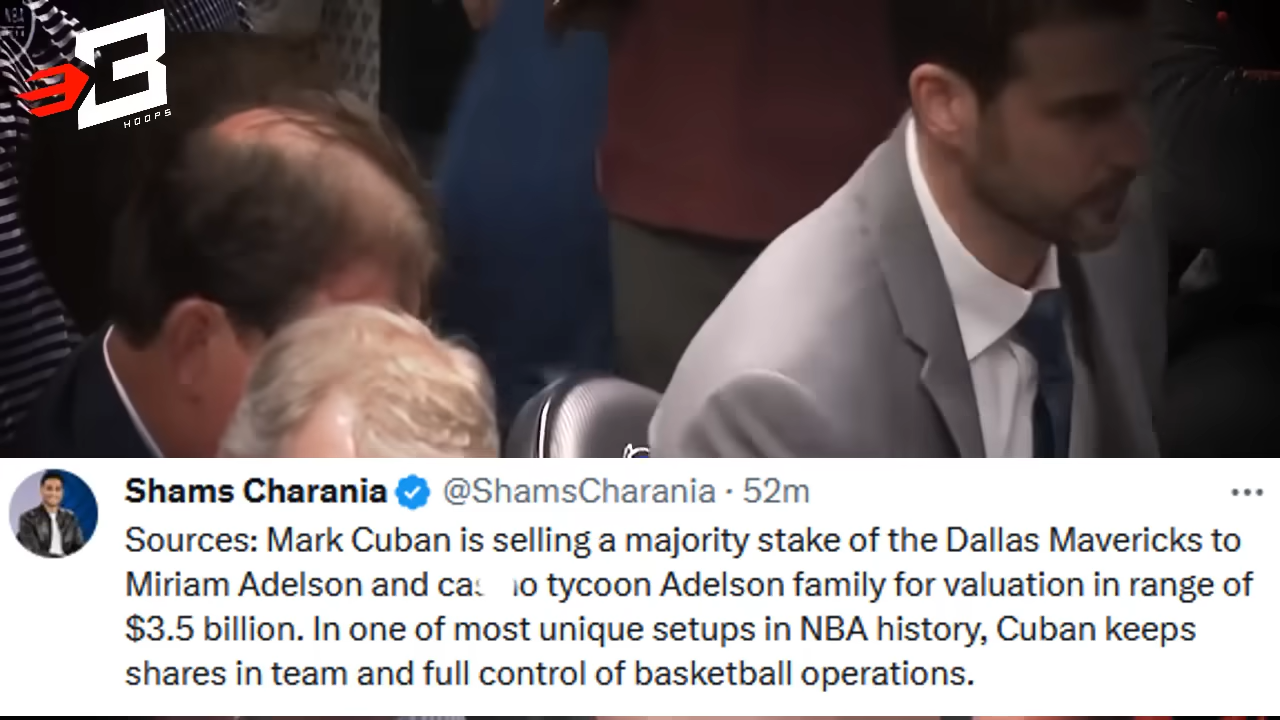 NBA
3
HOOPS
Shams Charania @ShamsCharania · 52m
Sources: Mark Cuban is selling a majority stake of the Dallas Mavericks to
Miriam Adelson and tycoon Adelson family for valuation in range of
$3.5 billion. In one of most unique setups in NBA history, Cuban keeps
shares in team and full control of basketball operations.